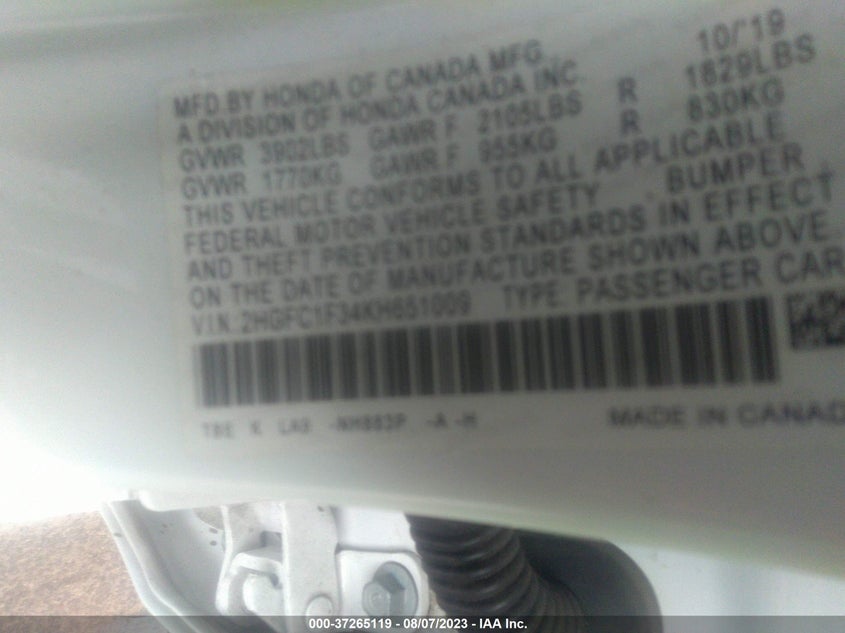 MFD.BY HONDA OF CANADA MFG. 10/'19
A DIVISION OF HONDA CANADA INC.
GVWR 3902LBS GAWR F 2105LBS R 1829LBS
GVWR 1770KG GAWR F 955KG R 830KG
THIS VEHICLE CONFORMS TO ALL APPLICABLE
FEDERAL MOTOR VEHICLE SAFETY BUMPER
AND THEFT PREVENTION STANDARDS IN EFFECT
ON THE DATE OF MANUFACTURE SHOWN ABOVE
V.I.N. 2HGFC1F34KH651009 TYPE PASSENGER CAR
K -NH883P -A -H MADE IN CANAD
000-37265119 - 08/07/2023 - IAA Inc.